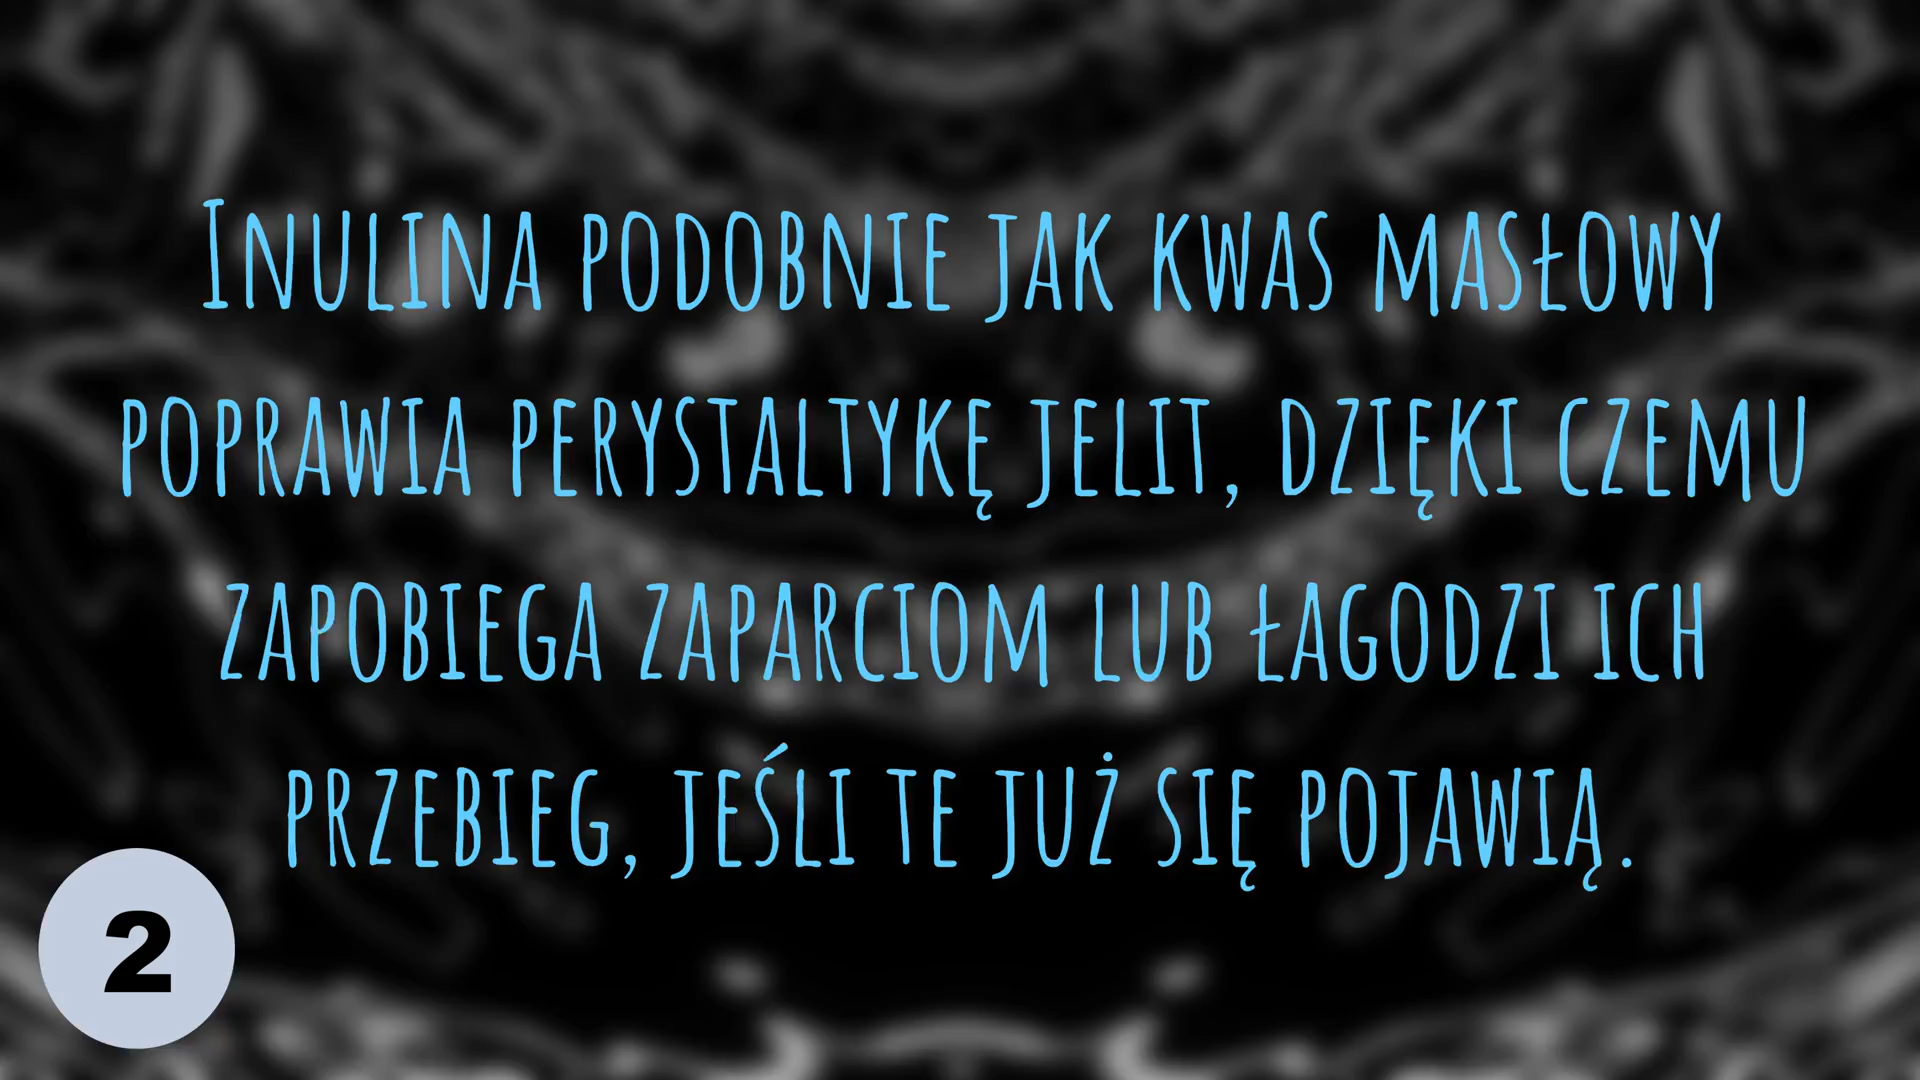 Inulina podobnie jak kwas masłowy
poprawia perystaltykę jelit, dzięki czemu
zapobiega zaparciom lub łagodzi ich
przebieg, jeśli te już się pojawią.
2